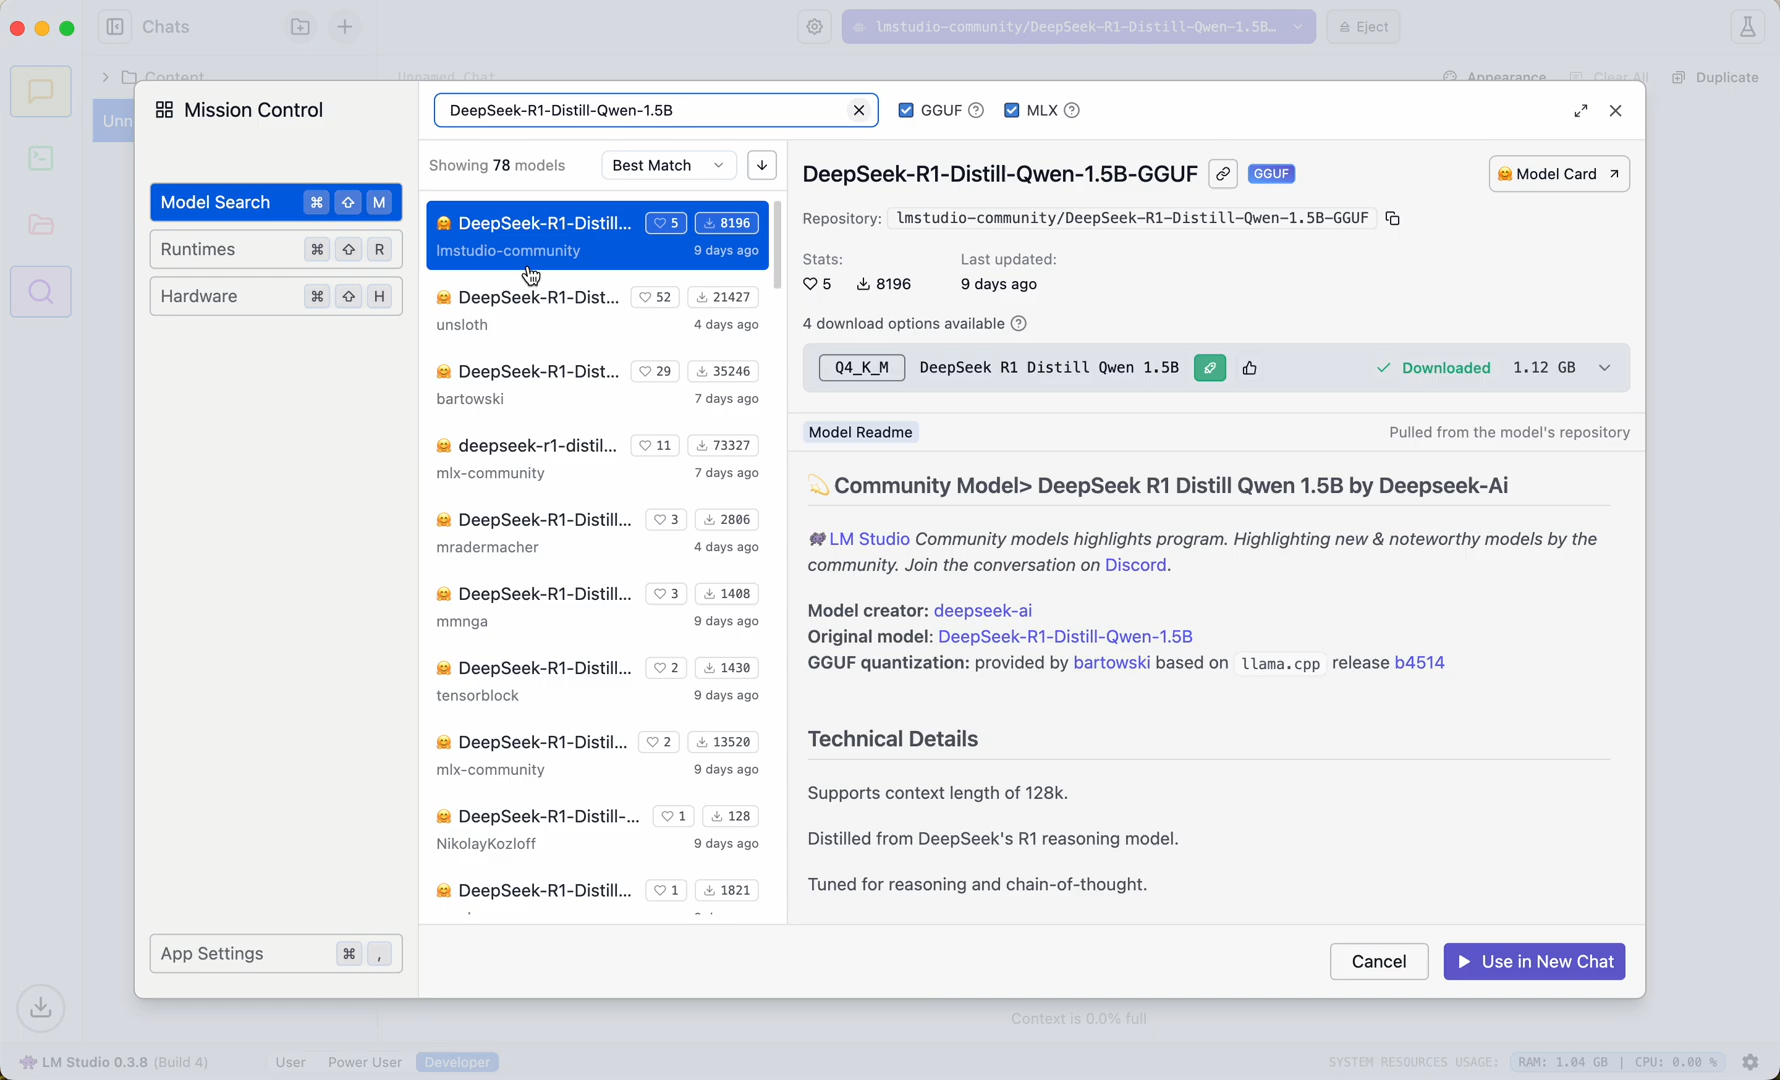 Chats
lmstudio-community/DeepSeek-R1-Distill-Qwen-1.5B…
Eject
Content
Unnamed Chat
Appearance
Clear All
Duplicate
Unn
Mission Control
Model Search ⌘ ⇧ M
Runtimes ⌘ ⇧ R
Hardware ⌘ ⇧ H
App Settings ⌘ ,
DeepSeek-R1-Distill-Qwen-1.5B
GGUF
MLX
Showing 78 models
Best Match
DeepSeek-R1-Distill... 5 8196
lmstudio-community 9 days ago
DeepSeek-R1-Dist... 52 21427
unsloth 4 days ago
DeepSeek-R1-Dist... 29 35246
bartowski 7 days ago
deepseek-r1-distil... 11 73327
mlx-community 7 days ago
DeepSeek-R1-Distill... 3 2806
mradermacher 4 days ago
DeepSeek-R1-Distill... 3 1408
mmnga 9 days ago
DeepSeek-R1-Distill... 2 1430
tensorblock 9 days ago
DeepSeek-R1-Distil... 2 13520
mlx-community 9 days ago
DeepSeek-R1-Distill-... 1 128
NikolayKozloff 9 days ago
DeepSeek-R1-Distill... 1 1821
DeepSeek-R1-Distill-Qwen-1.5B-GGUF GGUF
Model Card
Repository: lmstudio-community/DeepSeek-R1-Distill-Qwen-1.5B-GGUF
Stats: Last updated:
5 8196 9 days ago
4 download options available
Q4_K_M DeepSeek R1 Distill Qwen 1.5B Downloaded 1.12 GB
Model Readme Pulled from the model's repository
Community Model> DeepSeek R1 Distill Qwen 1.5B by Deepseek-Ai
LM Studio Community models highlights program. Highlighting new & noteworthy models by the
community. Join the conversation on Discord.
Model creator: deepseek-ai
Original model: DeepSeek-R1-Distill-Qwen-1.5B
GGUF quantization: provided by bartowski based on llama.cpp release b4514
Technical Details
Supports context length of 128k.
Distilled from DeepSeek's R1 reasoning model.
Tuned for reasoning and chain-of-thought.
Cancel
Use in New Chat
Context is 0.0% full
LM Studio 0.3.8 (Build 4)
User
Power User
Developer
SYSTEM RESOURCES USAGE: RAM: 1.04 GB | CPU: 0.00 %